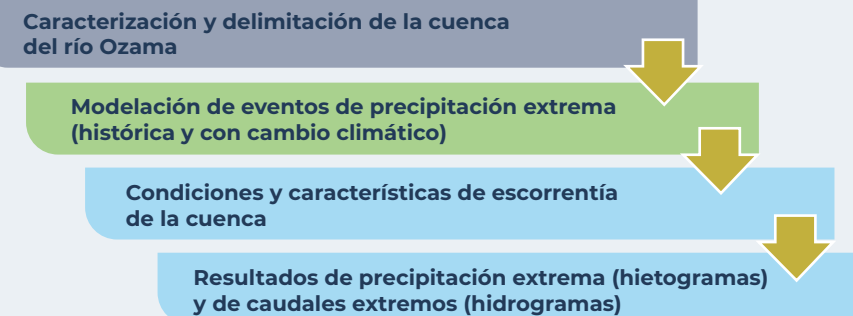 Caracterización y delimitación de la cuenca
del río Ozama
Modelación de eventos de precipitación extrema
(histórica y con cambio climático)
Condiciones y características de escorrentía
de la cuenca
Resultados de precipitación extrema (hietogramas)
y de caudales extremos (hidrogramas)